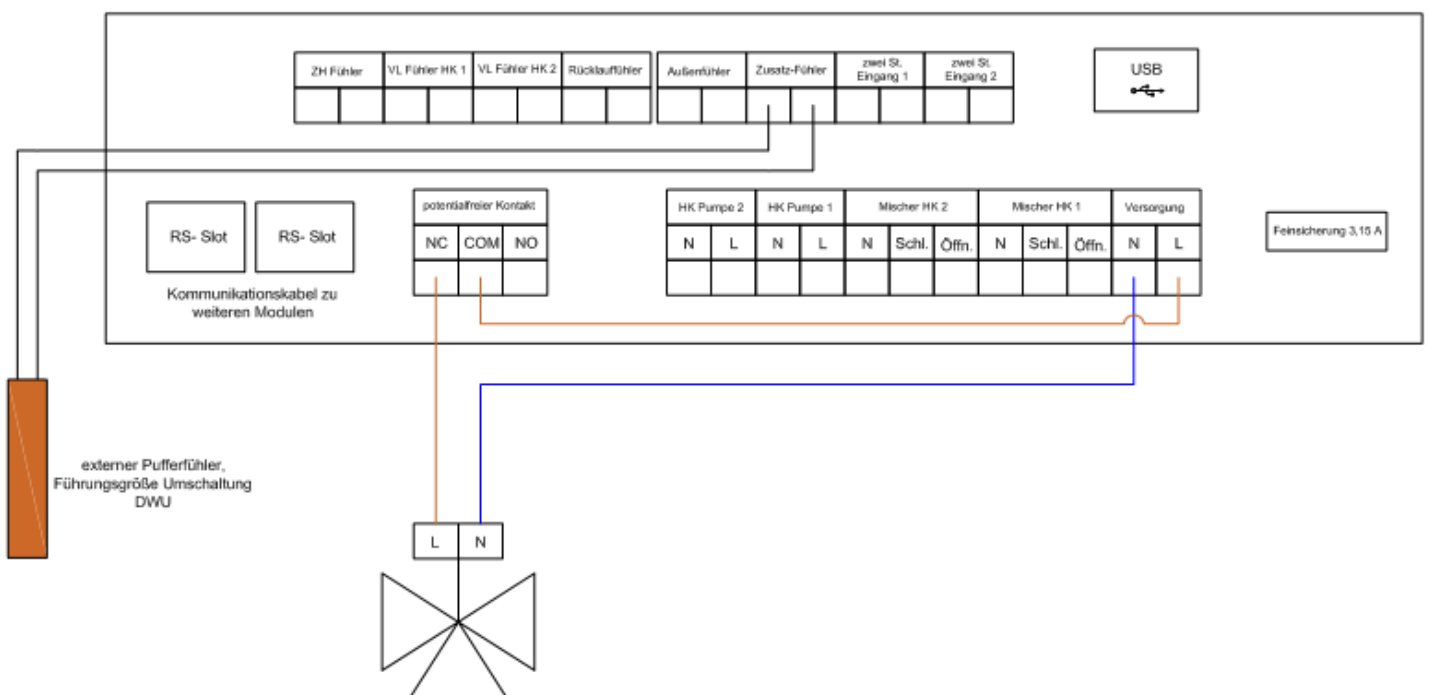 ZH Fühler
VL Fühler HK 1
VL Fühler HK 2
Rücklauffühler
Außenfühler
Zusatz-Fühler
zwei St.
Eingang 1
zwei St.
Eingang 2
USB
RS- Slot
RS- Slot
Kommunikationskabel zu
weiteren Modulen
potentialfreier Kontakt
NC COM NO
HK Pumpe 2
HK Pumpe 1
Mischer HK 2
Mischer HK 1
Versorgung
N L N L N Schl. Öffn. N Schl. Öffn. N L
Feinsicherung 3,15 A
externer Pufferfühler,
Führungsgröße Umschaltung
DWU
L N